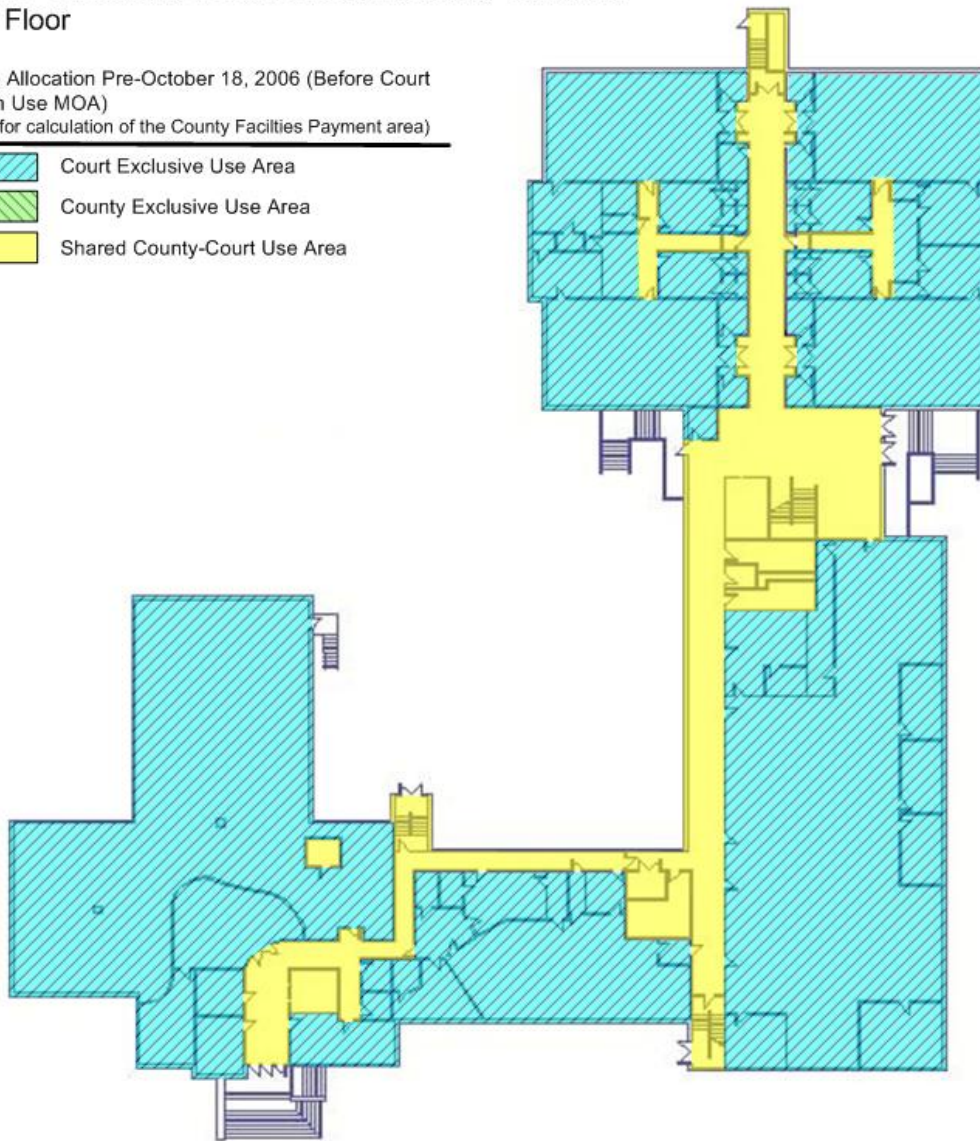 Floor
Allocation Pre-October 18, 2006 (Before Court
Use MOA)
for calculation of the County Facilties Payment area)
Court Exclusive Use Area
County Exclusive Use Area
Shared County-Court Use Area